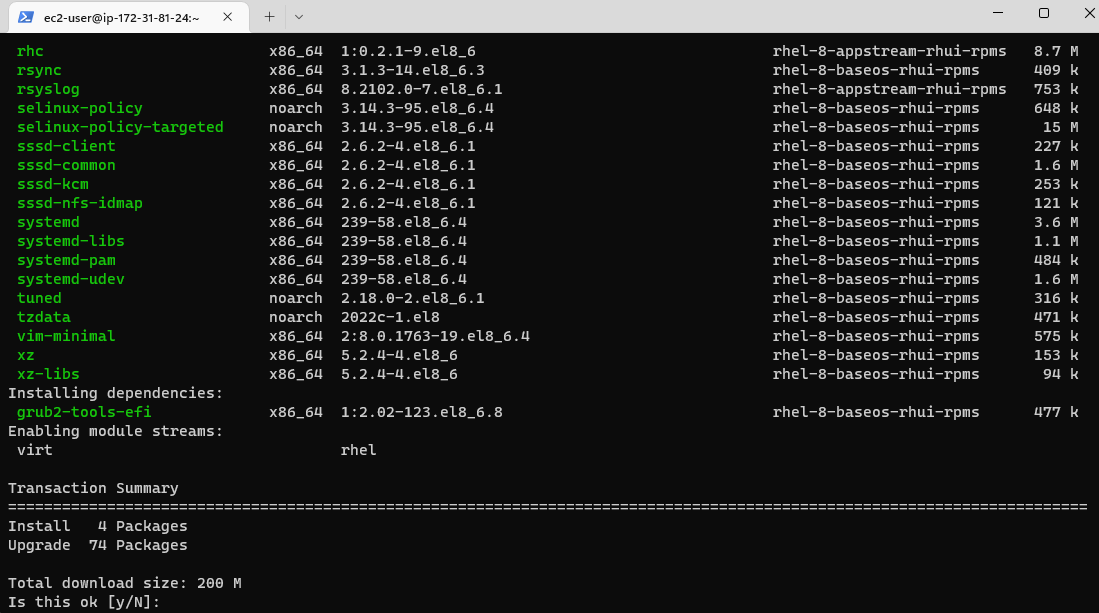 ec2-user@ip-172-31-81-24:~
rhc x86_64 1:0.2.1-9.el8_6 rhel-8-appstream-rhui-rpms 8.7 M
rsync x86_64 3.1.3-14.el8_6.3 rhel-8-baseos-rhui-rpms 409 k
rsyslog x86_64 8.2102.0-7.el8_6.1 rhel-8-appstream-rhui-rpms 753 k
selinux-policy noarch 3.14.3-95.el8_6.4 rhel-8-baseos-rhui-rpms 648 k
selinux-policy-targeted noarch 3.14.3-95.el8_6.4 rhel-8-baseos-rhui-rpms 15 M
sssd-client x86_64 2.6.2-4.el8_6.1 rhel-8-baseos-rhui-rpms 227 k
sssd-common x86_64 2.6.2-4.el8_6.1 rhel-8-baseos-rhui-rpms 1.6 M
sssd-kcm x86_64 2.6.2-4.el8_6.1 rhel-8-baseos-rhui-rpms 253 k
sssd-nfs-idmap x86_64 2.6.2-4.el8_6.1 rhel-8-baseos-rhui-rpms 121 k
systemd x86_64 239-58.el8_6.4 rhel-8-baseos-rhui-rpms 3.6 M
systemd-libs x86_64 239-58.el8_6.4 rhel-8-baseos-rhui-rpms 1.1 M
systemd-pam x86_64 239-58.el8_6.4 rhel-8-baseos-rhui-rpms 484 k
systemd-udev x86_64 239-58.el8_6.4 rhel-8-baseos-rhui-rpms 1.6 M
tuned noarch 2.18.0-2.el8_6.1 rhel-8-baseos-rhui-rpms 316 k
tzdata noarch 2022c-1.el8 rhel-8-baseos-rhui-rpms 471 k
vim-minimal x86_64 2:8.0.1763-19.el8_6.4 rhel-8-baseos-rhui-rpms 575 k
xz x86_64 5.2.4-4.el8_6 rhel-8-baseos-rhui-rpms 153 k
xz-libs x86_64 5.2.4-4.el8_6 rhel-8-baseos-rhui-rpms 94 k
Installing dependencies:
grub2-tools-efi x86_64 1:2.02-123.el8_6.8 rhel-8-baseos-rhui-rpms 477 k
Enabling module streams:
virt rhel
Transaction Summary
========================================================================================================================
Install 4 Packages
Upgrade 74 Packages
Total download size: 200 M
Is this ok [y/N]: